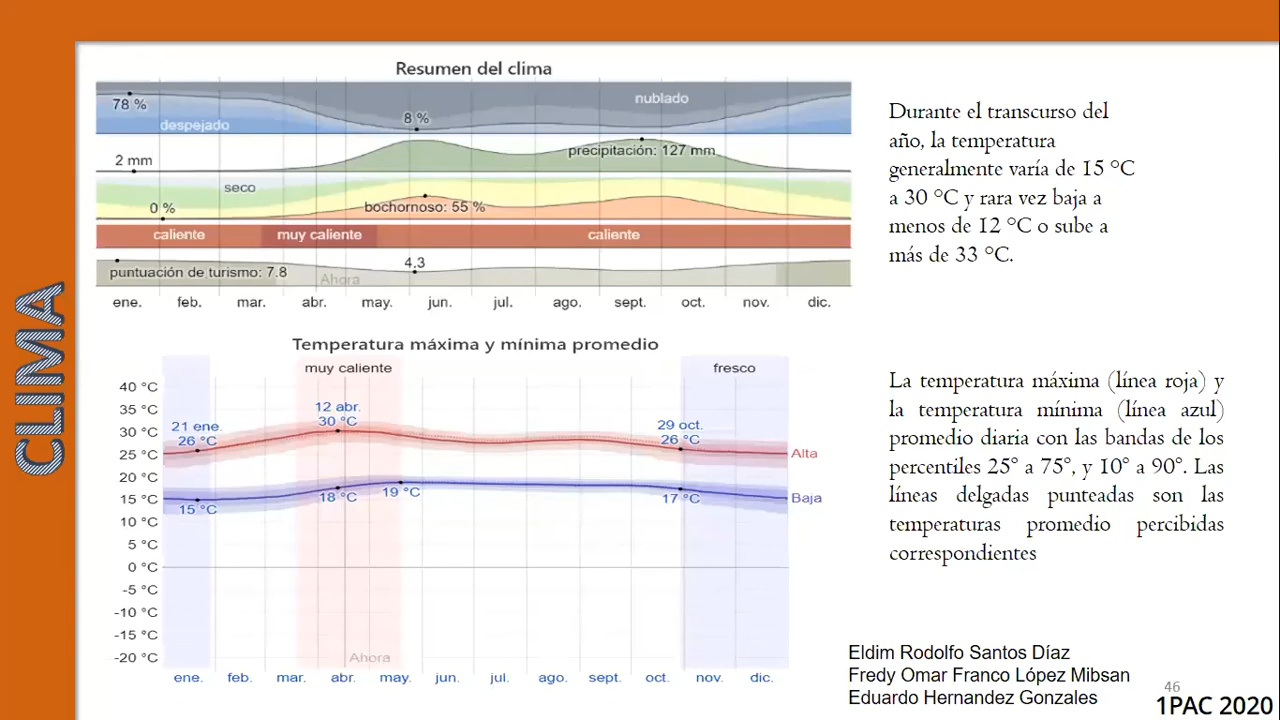 CLIMA
Resumen del clima
78 %
despejado
8 %
nublado
2 mm
precipitación: 127 mm
seco
0 %
bochornoso: 55 %
caliente
muy caliente
caliente
puntuación de turismo: 7.8
4.3
Ahora
ene. feb. mar. abr. may. jun. jul. ago. sept. oct. nov. dic.
Durante el transcurso del
año, la temperatura
generalmente varía de 15 °C
a 30 °C y rara vez baja a
menos de 12 °C o sube a
más de 33 °C.
Temperatura máxima y mínima promedio
muy caliente
fresco
40 °C
35 °C
30 °C
25 °C
20 °C
15 °C
10 °C
5 °C
0 °C
-5 °C
-10 °C
-15 °C
-20 °C
21 ene.
26 °C
12 abr.
30 °C
29 oct.
26 °C
Alta
15 °C
18 °C
19 °C
17 °C
Baja
Ahora
ene. feb. mar. abr. may. jun. jul. ago. sept. oct. nov. dic.
La temperatura máxima (línea roja) y
la temperatura mínima (línea azul)
promedio diaria con las bandas de los
percentiles 25° a 75°, y 10° a 90°. Las
líneas delgadas punteadas son las
temperaturas promedio percibidas
correspondientes
Eldim Rodolfo Santos Díaz
Fredy Omar Franco López Mibsan
Eduardo Hernandez Gonzales
46
1PAC 2020